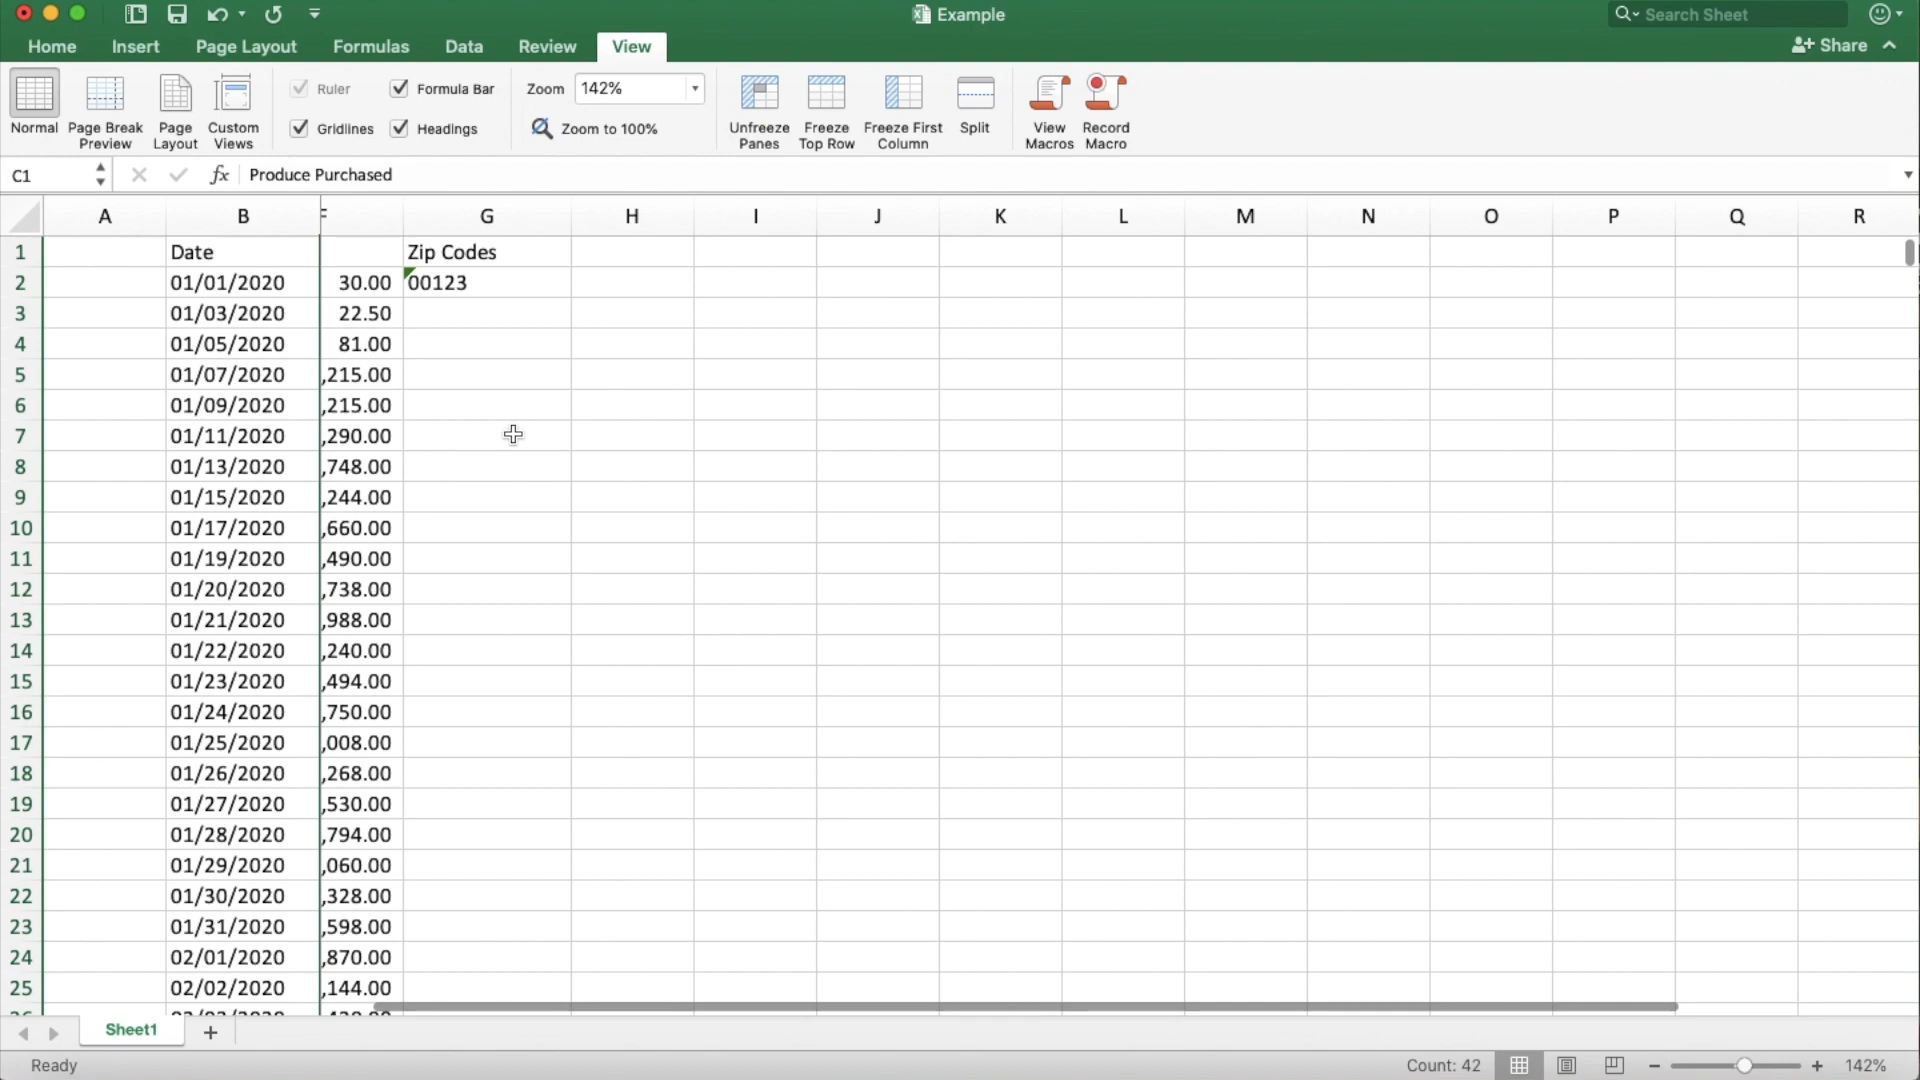 Example
Search Sheet
Home Insert Page Layout Formulas Data Review View
Share
Normal Page Break Preview Page Layout Custom Views
Ruler Formula Bar
Gridlines Headings
Zoom 142%
Zoom to 100%
Unfreeze Panes Freeze Top Row Freeze First Column Split View Macros Record Macro
C1 fx Produce Purchased
A B F G H I J K L M N O P Q R
1 Date Zip Codes
2 01/01/2020 30.00 00123
3 01/03/2020 22.50
4 01/05/2020 81.00
5 01/07/2020 ,215.00
6 01/09/2020 ,215.00
7 01/11/2020 ,290.00
8 01/13/2020 ,748.00
9 01/15/2020 ,244.00
10 01/17/2020 ,660.00
11 01/19/2020 ,490.00
12 01/20/2020 ,738.00
13 01/21/2020 ,988.00
14 01/22/2020 ,240.00
15 01/23/2020 ,494.00
16 01/24/2020 ,750.00
17 01/25/2020 ,008.00
18 01/26/2020 ,268.00
19 01/27/2020 ,530.00
20 01/28/2020 ,794.00
21 01/29/2020 ,060.00
22 01/30/2020 ,328.00
23 01/31/2020 ,598.00
24 02/01/2020 ,870.00
25 02/02/2020 ,144.00
Sheet1
Ready Count: 42 142%